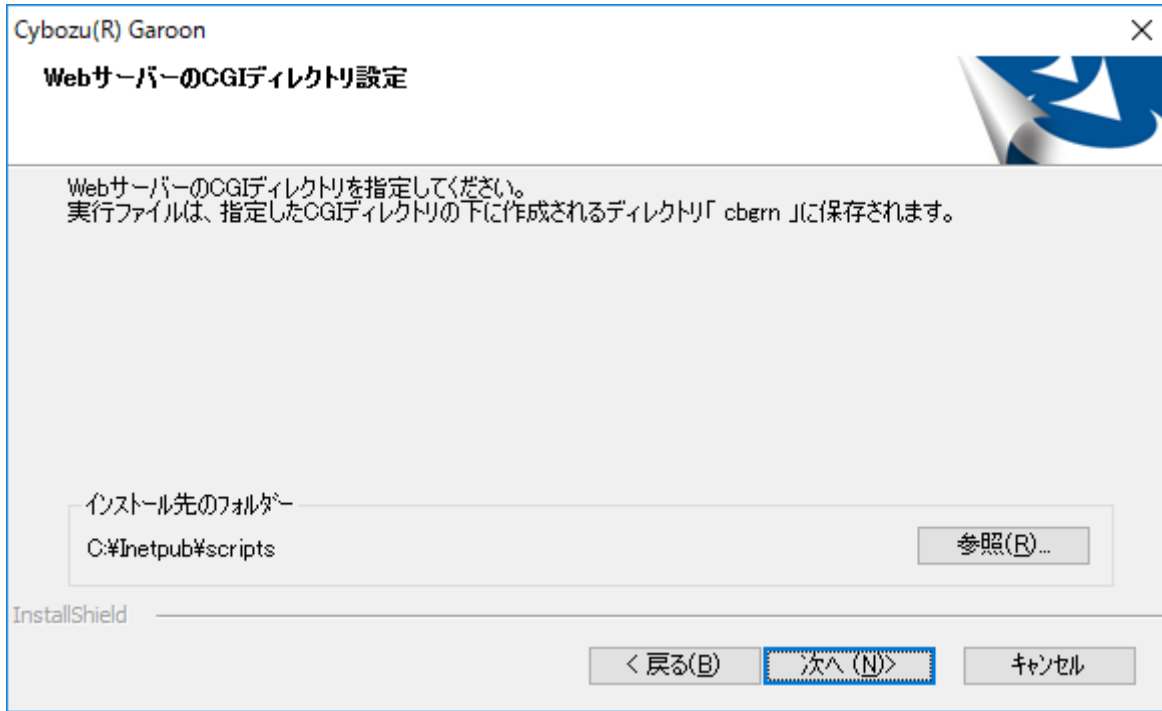 Cybozu(R) Garoon
WebサーバーのCGIディレクトリ設定
WebサーバーのCGIディレクトリを指定してください。
実行ファイルは、指定したCGIディレクトリの下に作成されるディレクトリ「 cbgrn 」に保存されます。
インストール先のフォルダー
C:¥Inetpub¥scripts
参照(R)...
InstallShield
< 戻る(B)
次へ (N)>
キャンセル